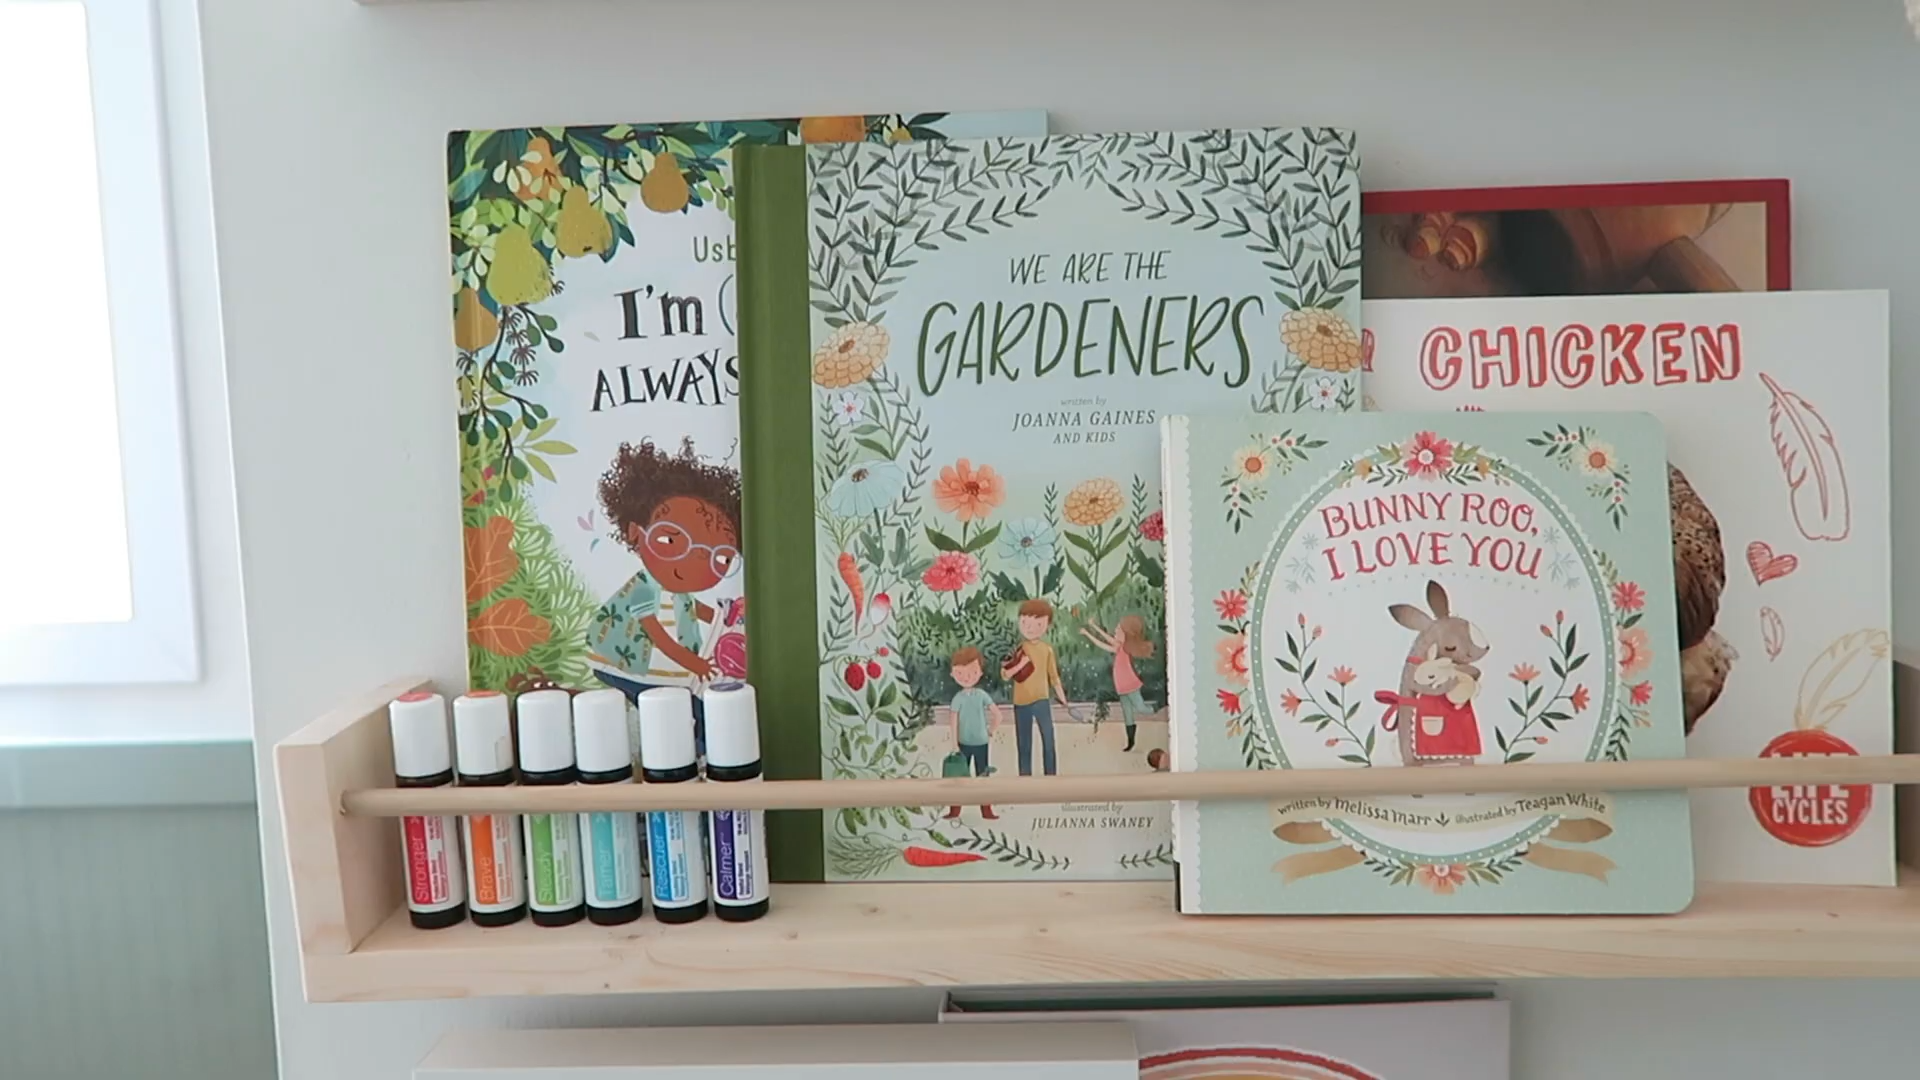 I'm
ALWAYS
WE ARE THE
GARDENERS
written by
JOANNA GAINES
AND KIDS
illustrated by
JULIANNA SWANEY
CHICKEN
LIFE
CYCLES
BUNNY ROO,
I LOVE YOU
written by Melissa Marr illustrated by Teagan White
Stronger
Brave
Steady
Tamer
Rescuer
Calmer